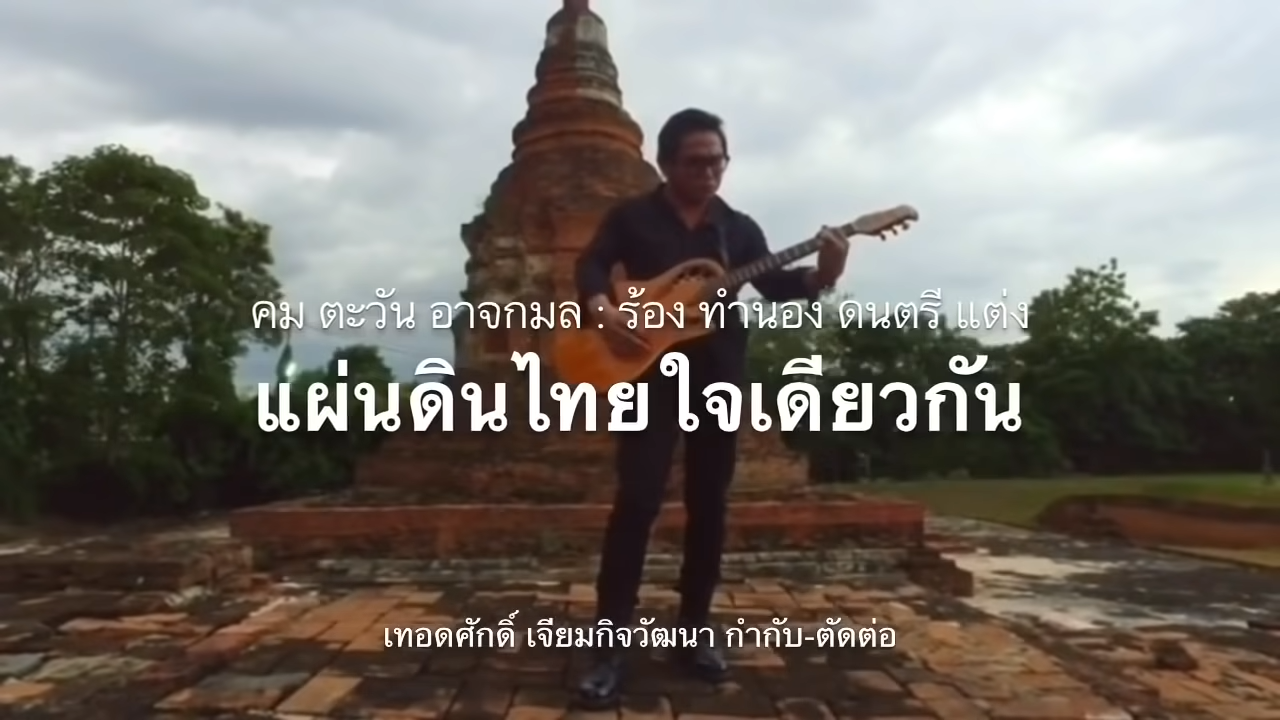 คม ตะวัน อาจกมล : ร้อง ทำนอง ดนตรี แต่ง
แผ่นดินไทย ใจเดียวกัน
เทอดศักดิ์ เจียมกิจวัฒนา กำกับ-ตัดต่อ